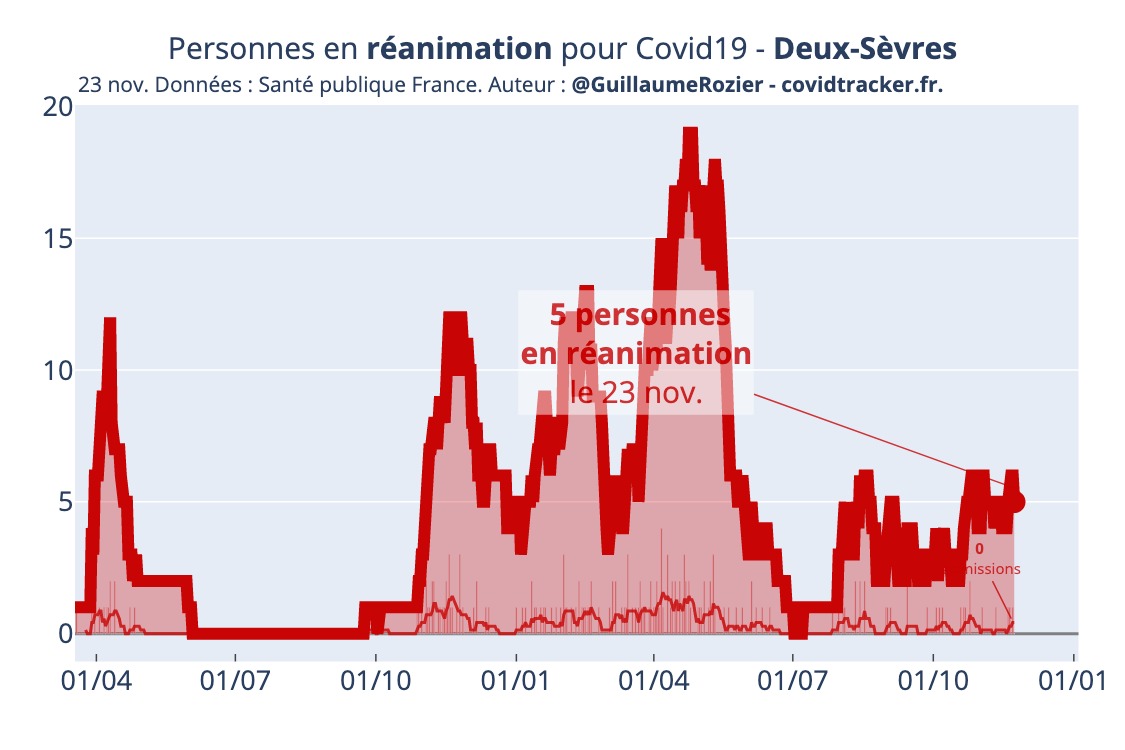 Personnes en réanimation pour Covid19 - Deux-Sèvres
23 nov. Données : Santé publique France. Auteur : @GuillaumeRozier - covidtracker.fr.
20
15
10
5
0
5 personnes
en réanimation
le 23 nov.
0
missions
01/04
01/07
01/10
01/01
01/04
01/07
01/10
01/01